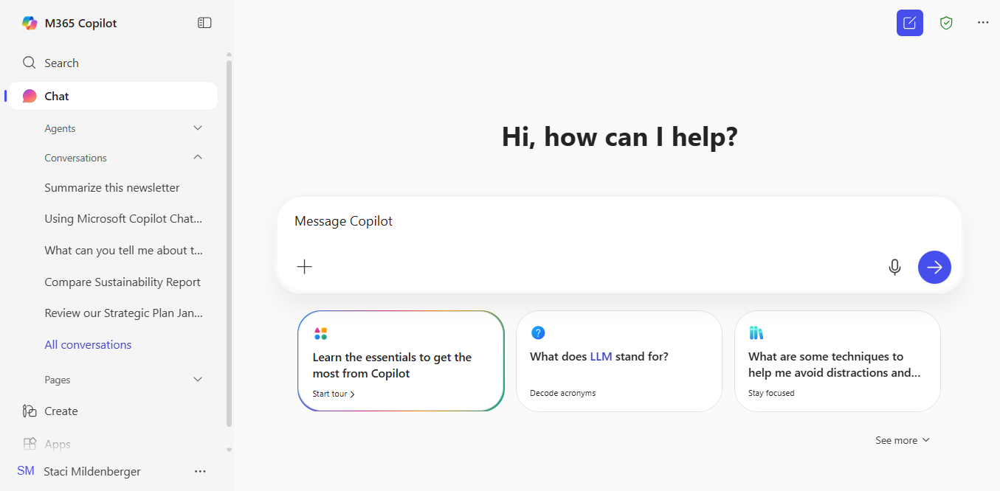 M365 Copilot
Search
Chat
Agents
Conversations
Summarize this newsletter
Using Microsoft Copilot Chat...
What can you tell me about t...
Compare Sustainability Report
Review our Strategic Plan Jan...
All conversations
Pages
Create
Apps
SM Staci Mildenberger
Hi, how can I help?
Message Copilot
Learn the essentials to get the
most from Copilot
Start tour
What does LLM stand for?
Decode acronyms
What are some techniques to
help me avoid distractions and...
Stay focused
See more